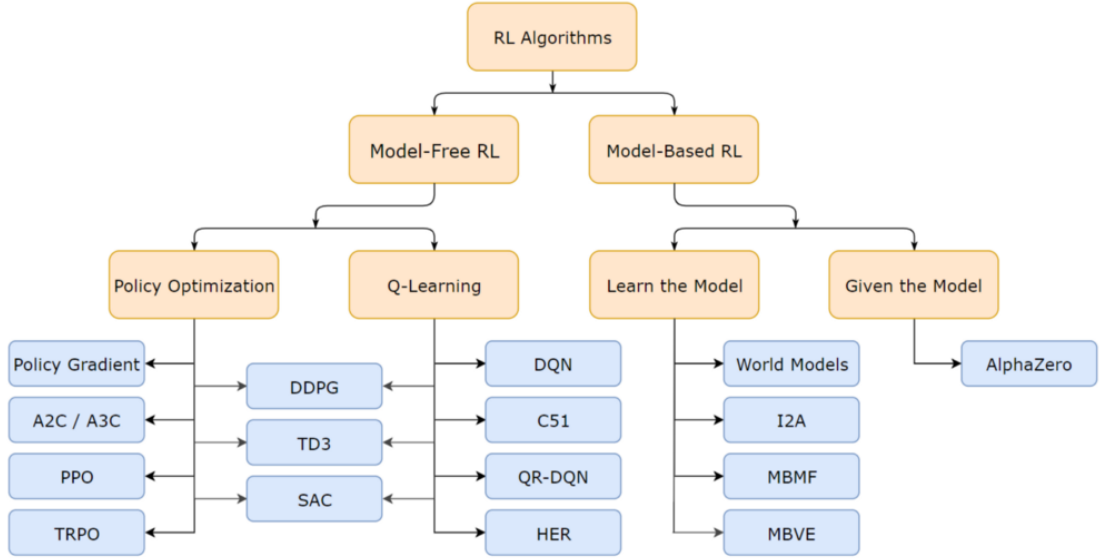 RL Algorithms
Model-Free RL
Model-Based RL
Policy Optimization
Q-Learning
Learn the Model
Given the Model
Policy Gradient
DDPG
DQN
World Models
AlphaZero
A2C / A3C
TD3
C51
I2A
PPO
SAC
QR-DQN
MBMF
TRPO
HER
MBVE